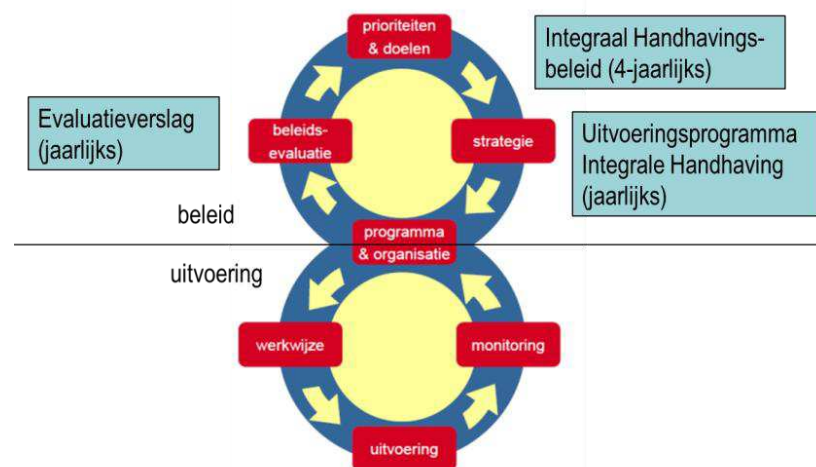 prioriteiten
& doelen
Integraal Handhavings-
beleid (4-jaarlijks)
Evaluatieverslag
(jaarlijks)
beleids-
evaluatie
strategie
Uitvoeringsprogramma
Integrale Handhaving
(jaarlijks)
beleid
programma
& organisatie
uitvoering
werkwijze
monitoring
uitvoering